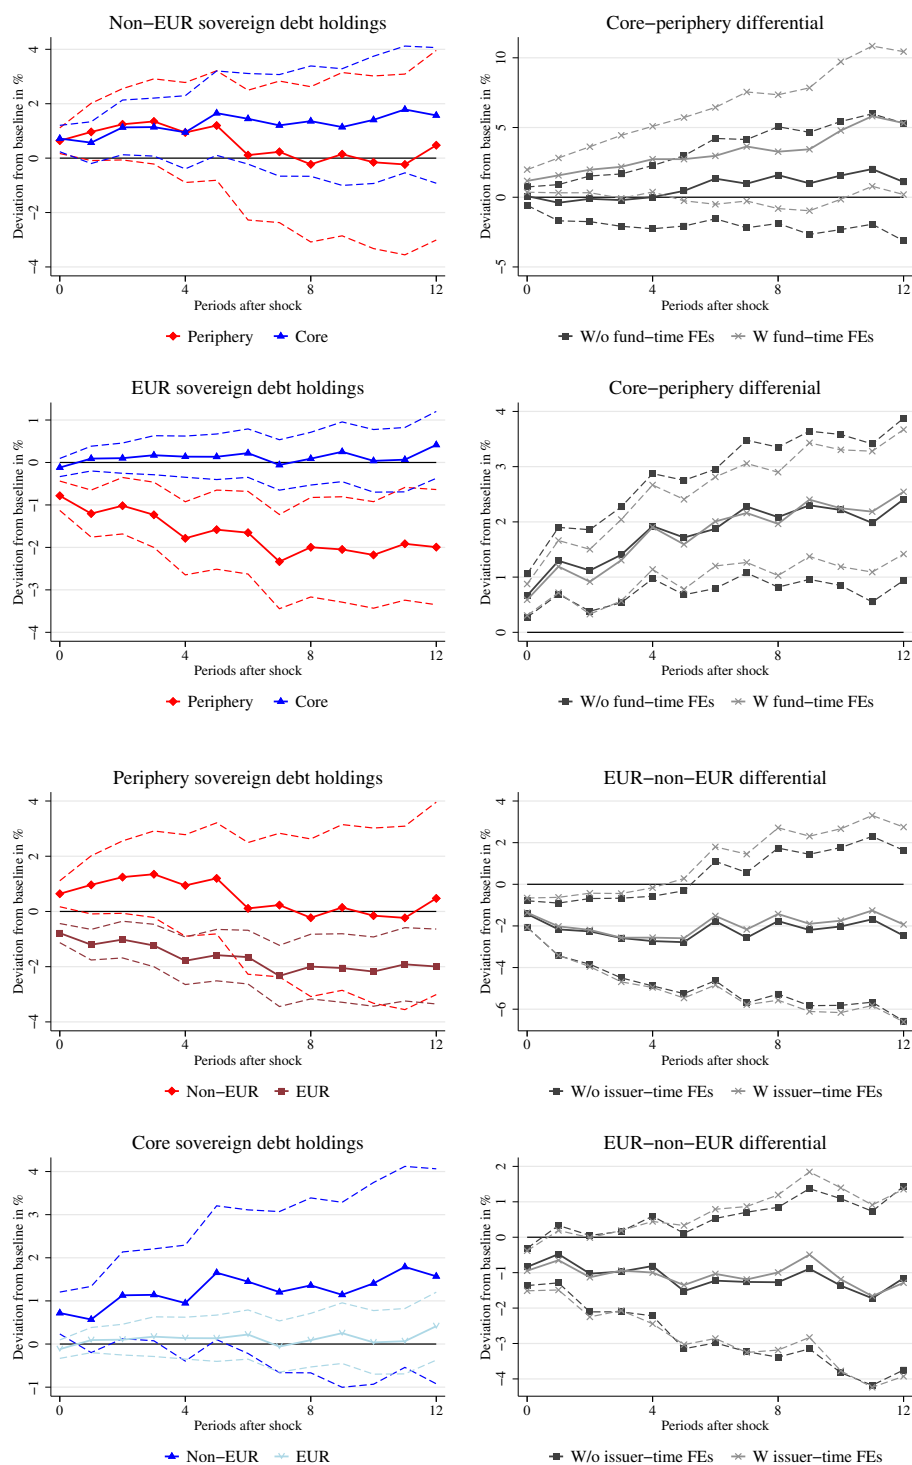 Non−EUR sovereign debt holdings
Deviation from baseline in %
4
2
0
−2
−4
0 4 8 12
Periods after shock
Periphery Core
Core−periphery differential
Deviation from baseline in %
10
5
0
−5
0 4 8 12
Periods after shock
W/o fund−time FEs W fund−time FEs
EUR sovereign debt holdings
Deviation from baseline in %
1
0
−1
−2
−3
−4
0 4 8 12
Periods after shock
Periphery Core
Core−periphery differenial
Deviation from baseline in %
4
3
2
1
0
0 4 8 12
Periods after shock
W/o fund−time FEs W fund−time FEs
Periphery sovereign debt holdings
Deviation from baseline in %
4
2
0
−2
−4
0 4 8 12
Periods after shock
Non−EUR EUR
EUR−non−EUR differential
Deviation from baseline in %
4
2
0
−2
−4
−6
0 4 8 12
Periods after shock
W/o issuer−time FEs W issuer−time FEs
Core sovereign debt holdings
Deviation from baseline in %
4
3
2
1
0
−1
0 4 8 12
Periods after shock
Non−EUR EUR
EUR−non−EUR differential
Deviation from baseline in %
2
1
0
−1
−2
−3
−4
0 4 8 12
Periods after shock
W/o issuer−time FEs W issuer−time FEs